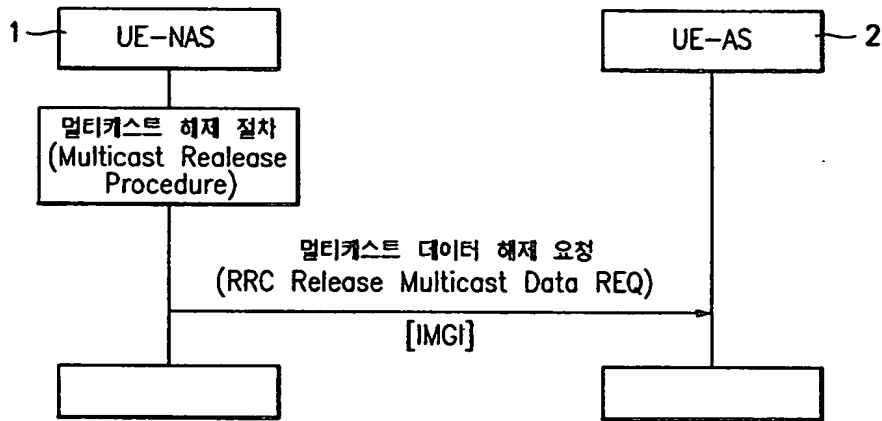 1
UE-NAS
UE-AS
2
멀티캐스트 해제 절차
(Multicast Realease
Procedure)
멀티캐스트 데이터 해제 요청
(RRC Release Multicast Data REQ)
[IMGI]